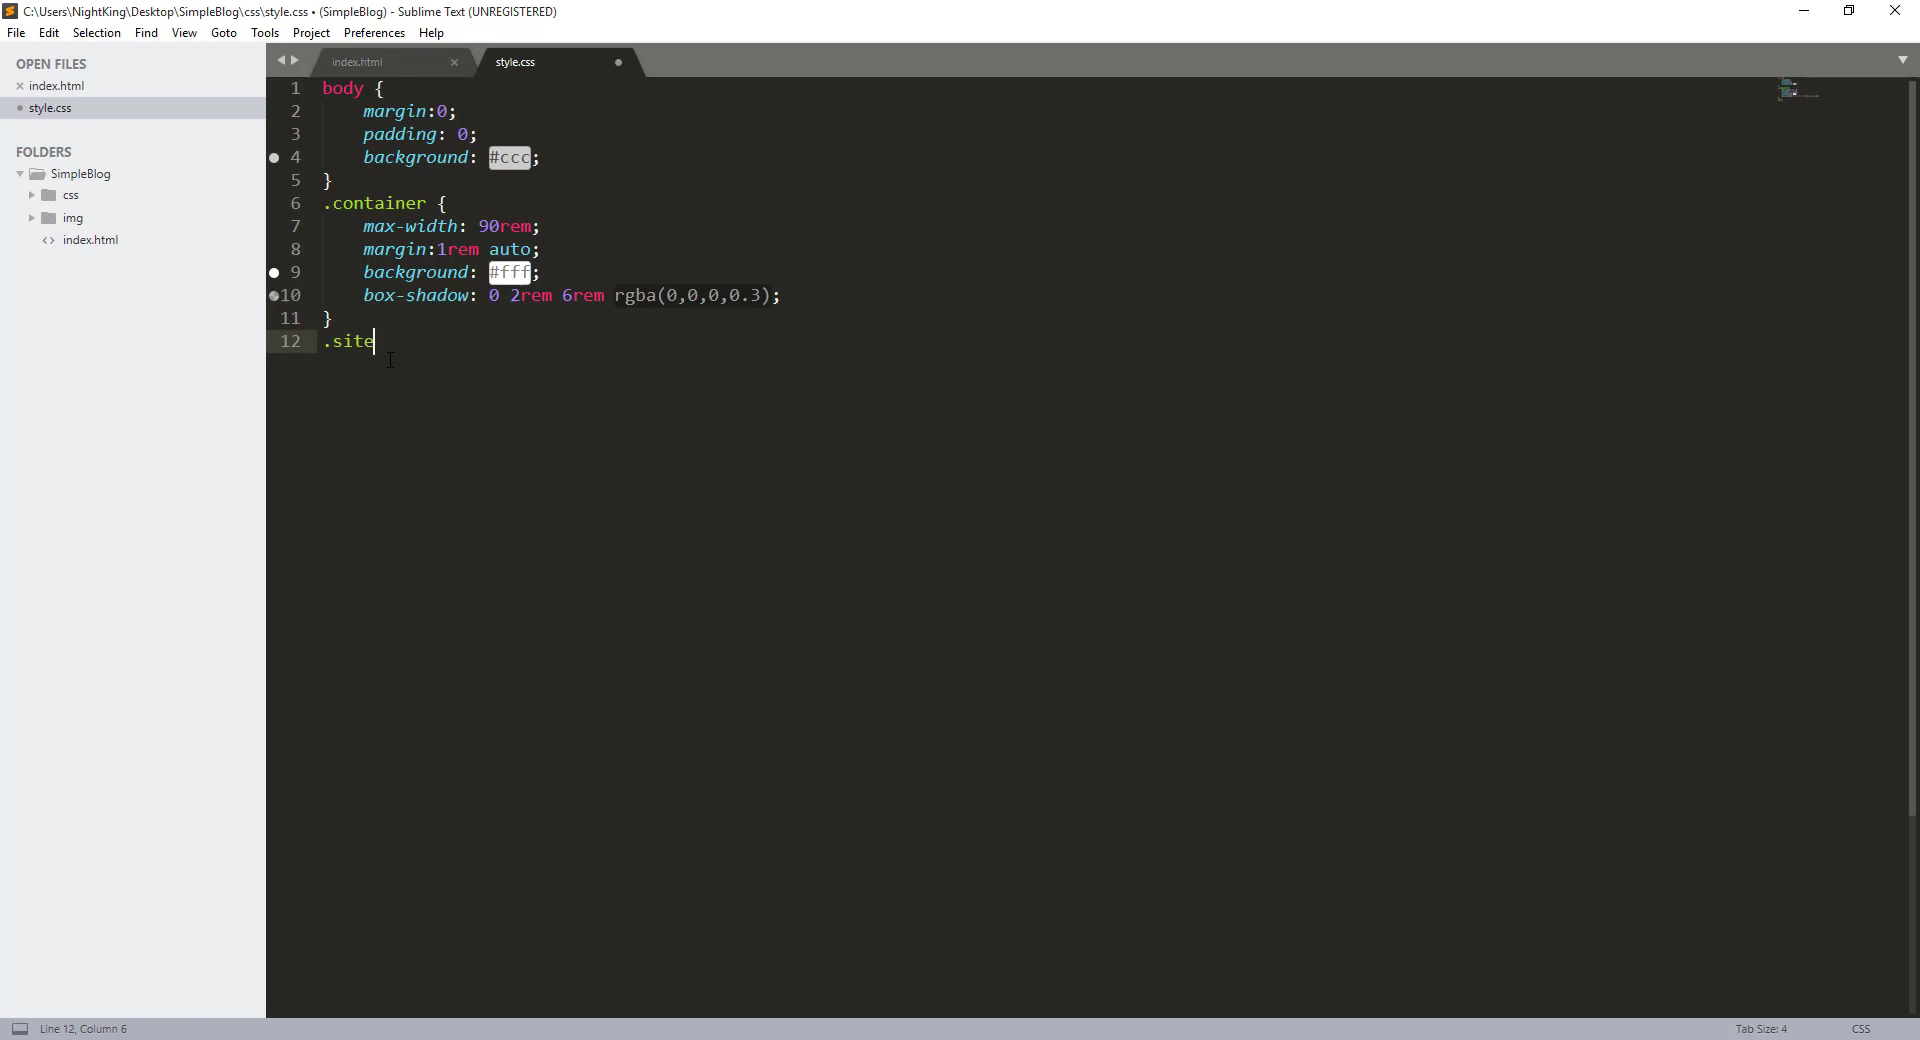 C:\Users\NightKing\Desktop\SimpleBlog\css\style.css • (SimpleBlog) - Sublime Text (UNREGISTERED)
File Edit Selection Find View Goto Tools Project Preferences Help
OPEN FILES
index.html
style.css
FOLDERS
SimpleBlog
css
img
index.html
index.html
style.css
1 body {
2 margin:0;
3 padding: 0;
4 background: #ccc;
5 }
6 .container {
7 max-width: 90rem;
8 margin:1rem auto;
9 background: #fff;
10 box-shadow: 0 2rem 6rem rgba(0,0,0,0.3);
11 }
12 .site
Line 12, Column 6
Tab Size: 4
CSS